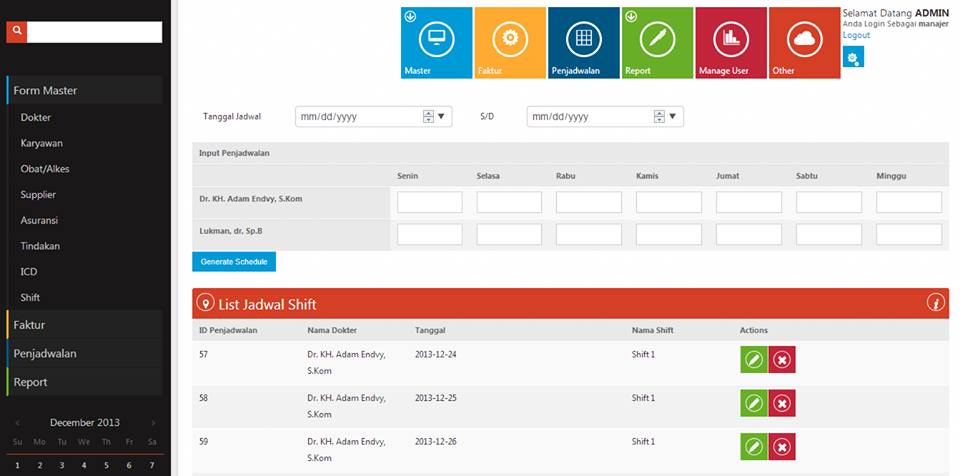 Master
Faktur
Penjadwalan
Report
Manage User
Other
Selamat Datang ADMIN
Anda Login Sebagai manajer
Logout
Form Master
Dokter
Karyawan
Obat/Alkes
Supplier
Asuransi
Tindakan
ICD
Shift
Faktur
Penjadwalan
Report
December 2013
Su Mo Tu We Th Fr Sa
1 2 3 4 5 6 7
Tanggal Jadwal mm/dd/yyyy S/D mm/dd/yyyy
Input Penjadwalan
Senin Selasa Rabu Kamis Jumat Sabtu Minggu
Dr. KH. Adam Endvy, S.Kom
Lukman, dr, Sp.B
Generate Schedule
List Jadwal Shift
ID Penjadwalan Nama Dokter Tanggal Nama Shift Actions
57 Dr. KH. Adam Endvy, 2013-12-24 Shift 1
S.Kom
58 Dr. KH. Adam Endvy, 2013-12-25 Shift 1
S.Kom
59 Dr. KH. Adam Endvy, 2013-12-26 Shift 1
S.Kom